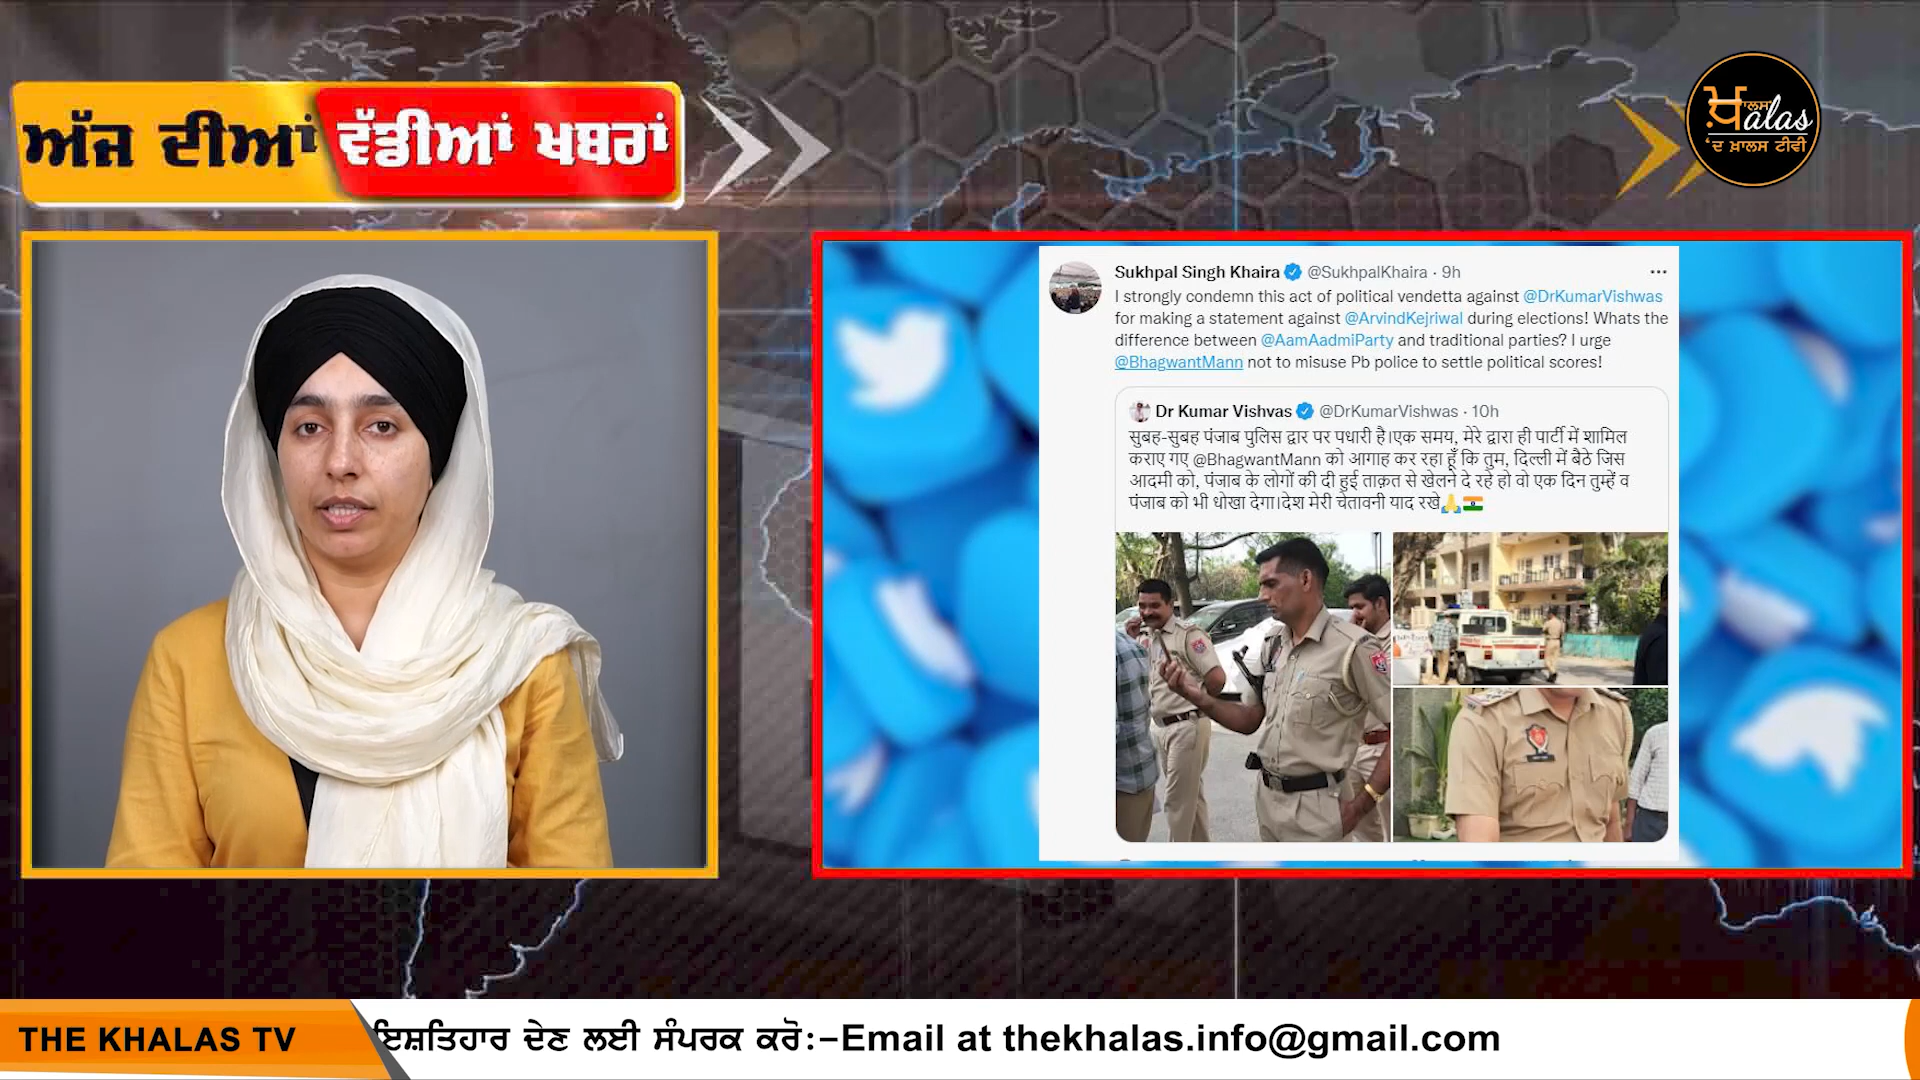 ਅੱਜ ਦੀਆਂ ਵੱਡੀਆਂ ਖਬਰਾਂ
ਖ਼ਾਲਸ
Khalas
'ਦ ਖ਼ਾਲਸ ਟੀਵੀ
Sukhpal Singh Khaira @SukhpalKhaira · 9h
I strongly condemn this act of political vendetta against @DrKumarVishwas
for making a statement against @ArvindKejriwal during elections! Whats the
difference between @AamAadmiParty and traditional parties? I urge
@BhagwantMann not to misuse Pb police to settle political scores!
Dr Kumar Vishvas @DrKumarVishwas · 10h
सुबह-सुबह पंजाब पुलिस द्वार पर पधारी है।एक समय, मेरे द्वारा ही पार्टी में शामिल
कराए गए @BhagwantMann को आगाह कर रहा हूँ कि तुम, दिल्ली में बैठे जिस
आदमी को, पंजाब के लोगों की दी हुई ताक़त से खेलने दे रहे हो वो एक दिन तुम्हें व
पंजाब को भी धोखा देगा।देश मेरी चेतावनी याद रखे🙏🇮🇳
THE KHALAS TV
ਇਸ਼ਤਿਹਾਰ ਦੇਣ ਲਈ ਸੰਪਰਕ ਕਰੋ:-Email at thekhalas.info@gmail.com